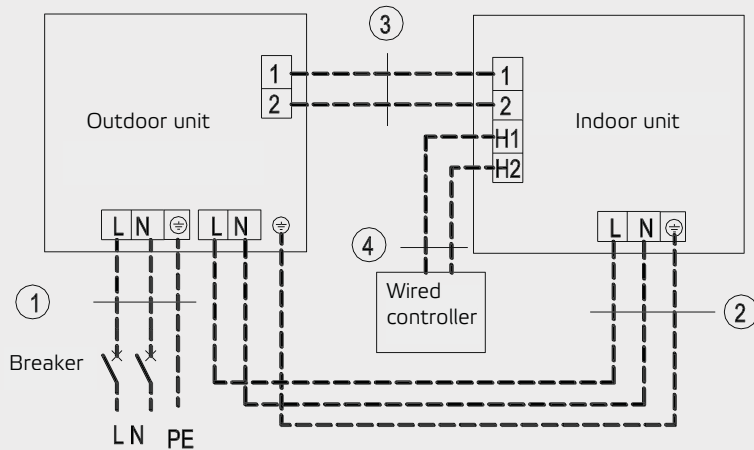 3
1
2
1
2
H1
H2
Outdoor unit
Indoor unit
L N
L N
L N
4
1
Wired
controller
2
Breaker
L N PE